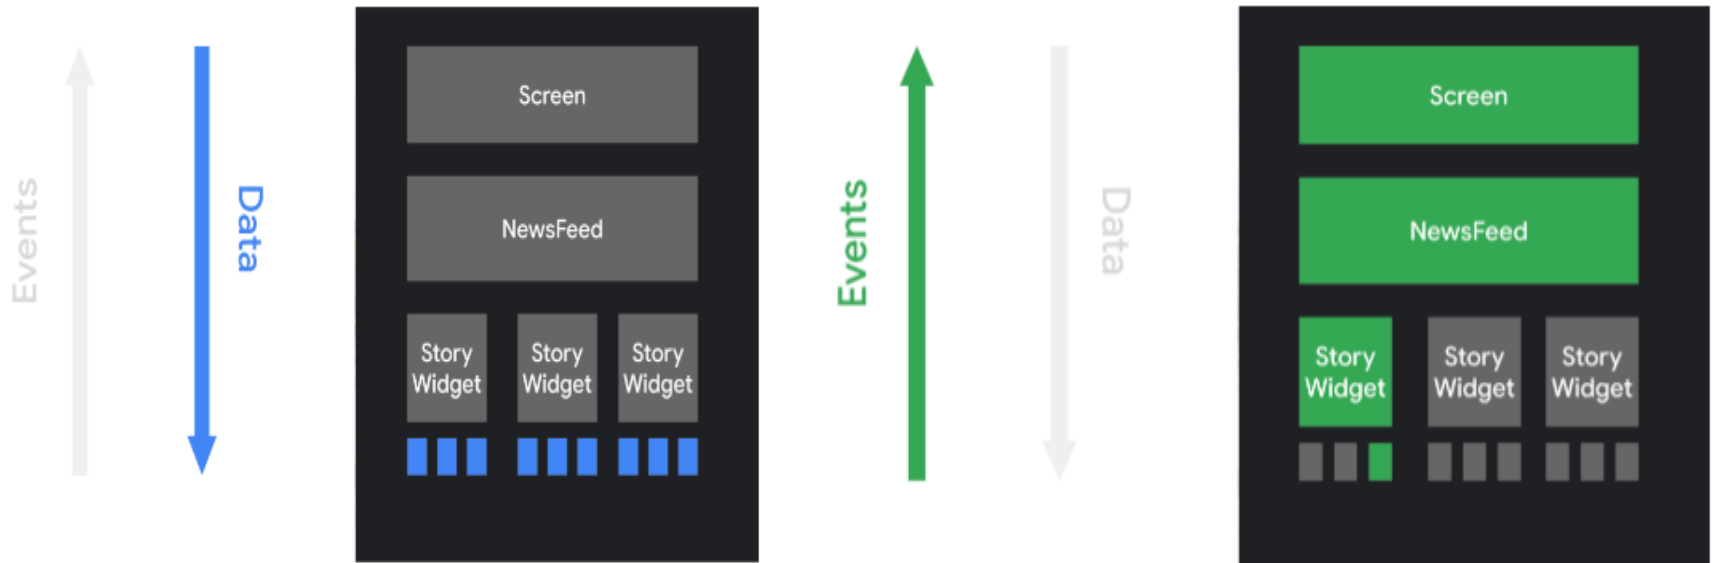 Events
Data
Screen
NewsFeed
Story
Widget
Story
Widget
Story
Widget
Events
Data
Screen
NewsFeed
Story
Widget
Story
Widget
Story
Widget